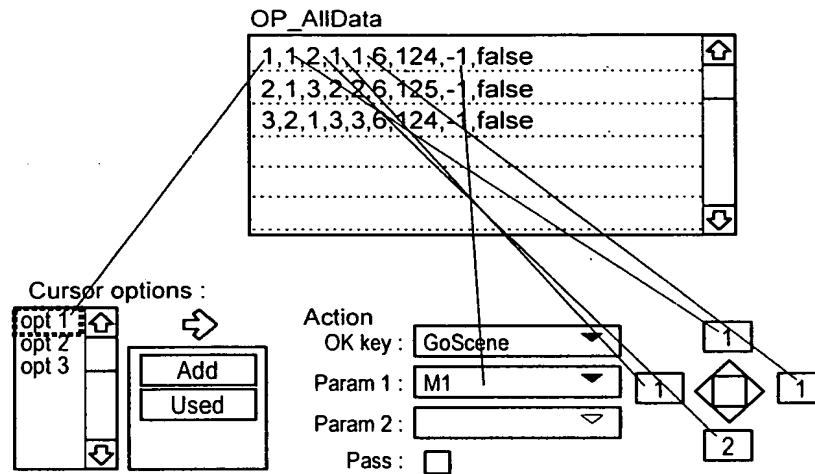 OP_AllData
1,1,2,1,1,6,124,-1,false
2,1,3,2,2,6,125,-1,false
3,2,1,3,3,6,124,-1,false
Cursor options :
opt 1
opt 2
opt 3
Add
Used
Action
OK key : GoScene
Param 1 : M1
Param 2 :
Pass :
1
1
1
2